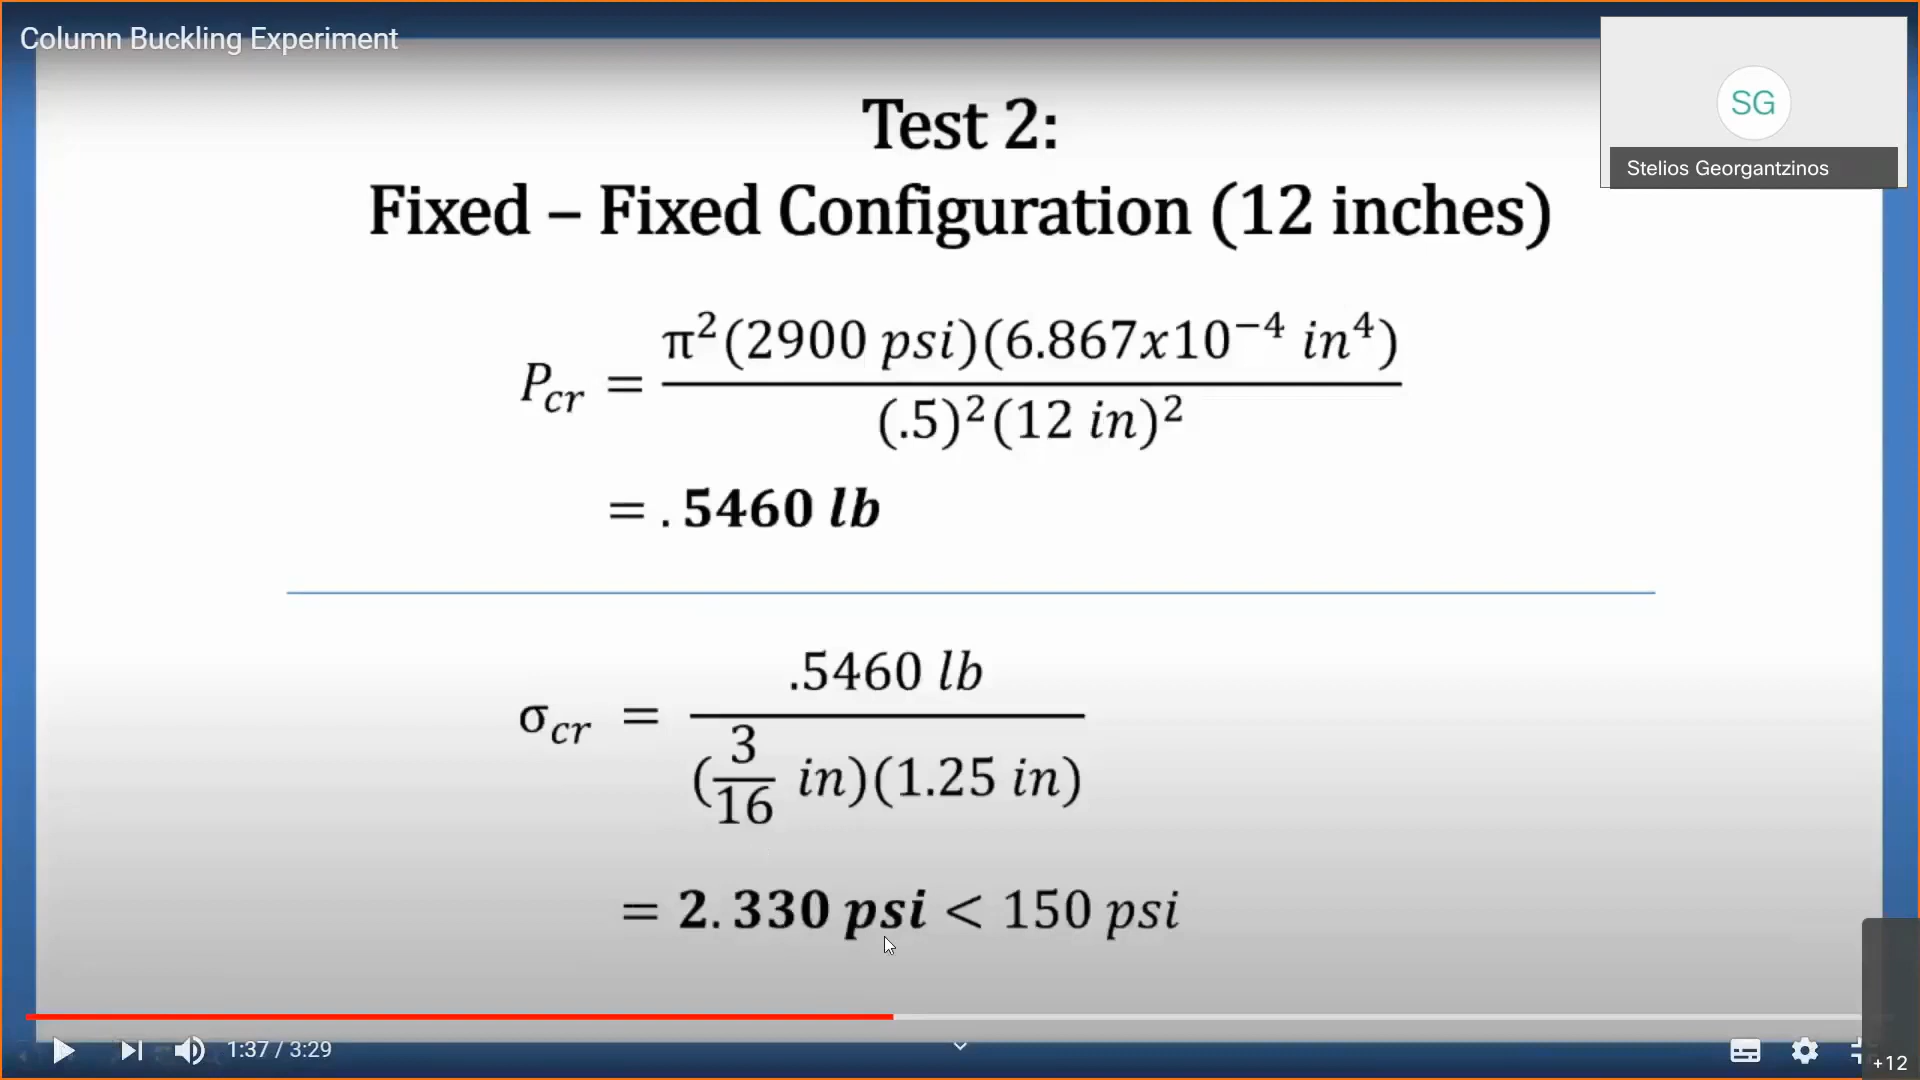 Column Buckling Experiment
SG
Stelios Georgantzinos
Test 2:
Fixed – Fixed Configuration (12 inches)
P_cr = π²(2900 psi)(6.867x10⁻⁴ in⁴) / (.5)²(12 in)²
= .5460 lb
σ_cr = .5460 lb / (3/16 in)(1.25 in)
= 2.330 psi < 150 psi
1:37 / 3:29
+12